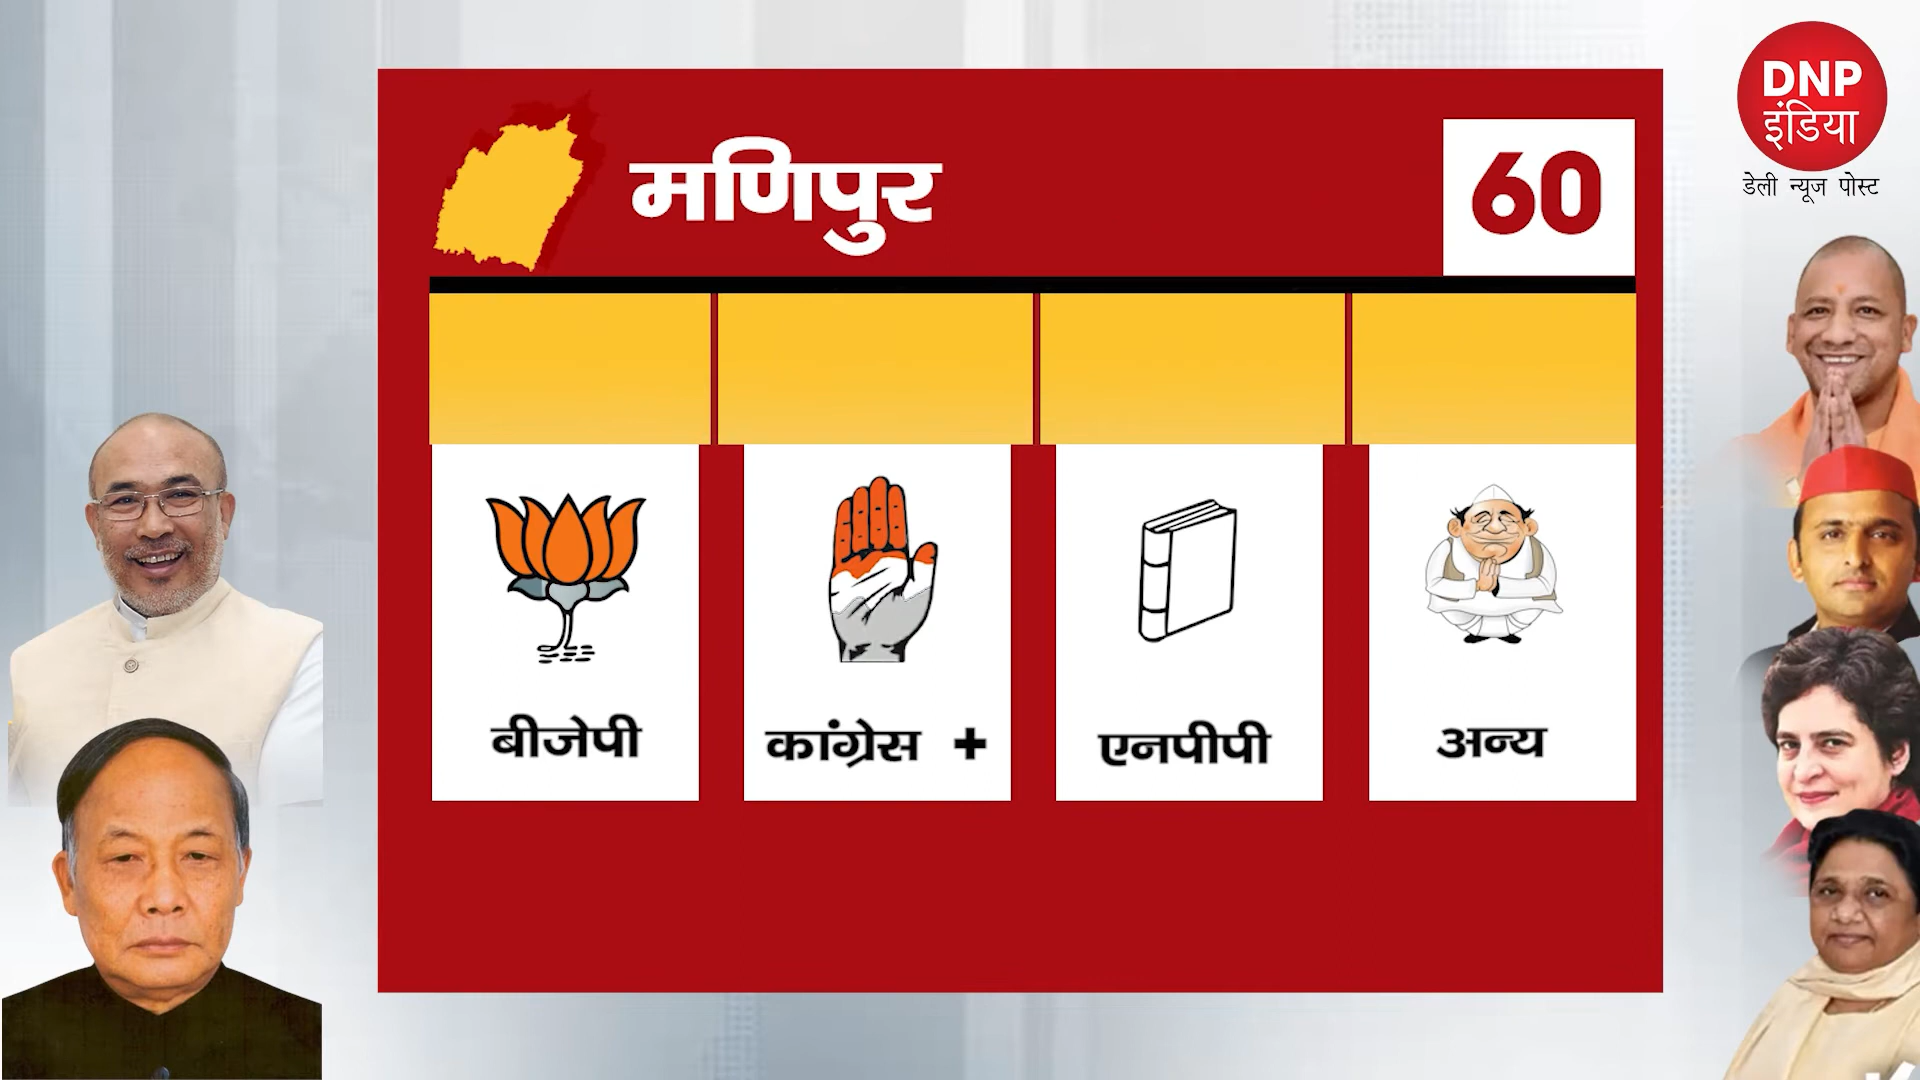 DNP
इंडिया
डेली न्यूज पोस्ट
मणिपुर
60
बीजेपी
कांग्रेस +
एनपीपी
अन्य